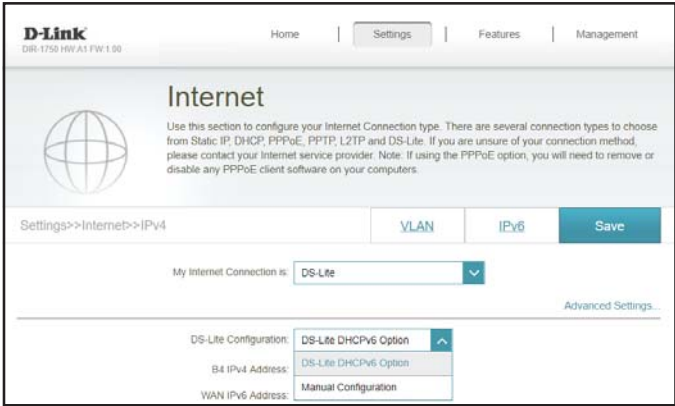 D-Link
DIR-1750 HW:A1 FW:1.00
Home | Settings | Features | Management
Internet
Use this section to configure your Internet Connection type. There are several connection types to choose
from Static IP, DHCP, PPPoE, PPTP, L2TP and DS-Lite. If you are unsure of your connection method,
please contact your Internet service provider. Note: If using the PPPoE option, you will need to remove or
disable any PPPoE client software on your computers.
Settings>>Internet>>IPv4
VLAN
IPv6
Save
My Internet Connection is: DS-Lite
Advanced Settings...
DS-Lite Configuration: DS-Lite DHCPv6 Option
DS-Lite DHCPv6 Option
B4 IPv4 Address:
Manual Configuration
WAN IPv6 Address: